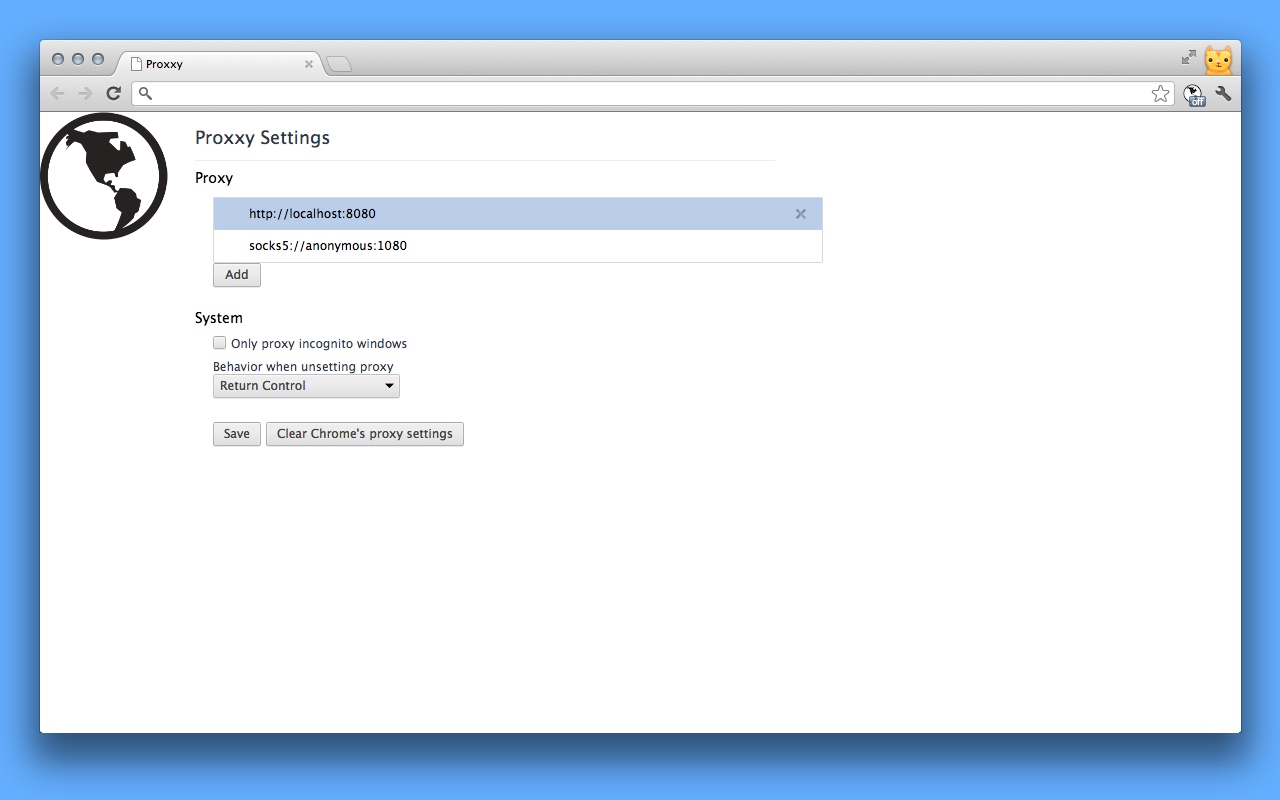 Proxxy
off
Proxxy Settings
Proxy
http://localhost:8080
socks5://anonymous:1080
Add
System
Only proxy incognito windows
Behavior when unsetting proxy
Return Control
Save Clear Chrome's proxy settings